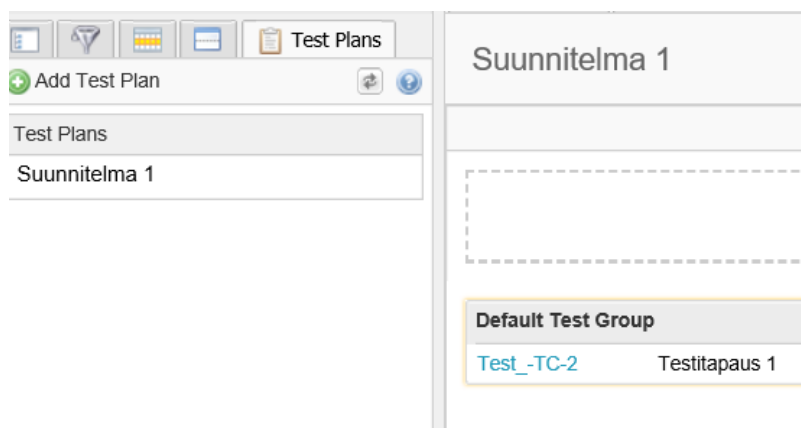 Test Plans
Add Test Plan
Test Plans
Suunnitelma 1
Suunnitelma 1
Default Test Group
Test_-TC-2 Testitapaus 1